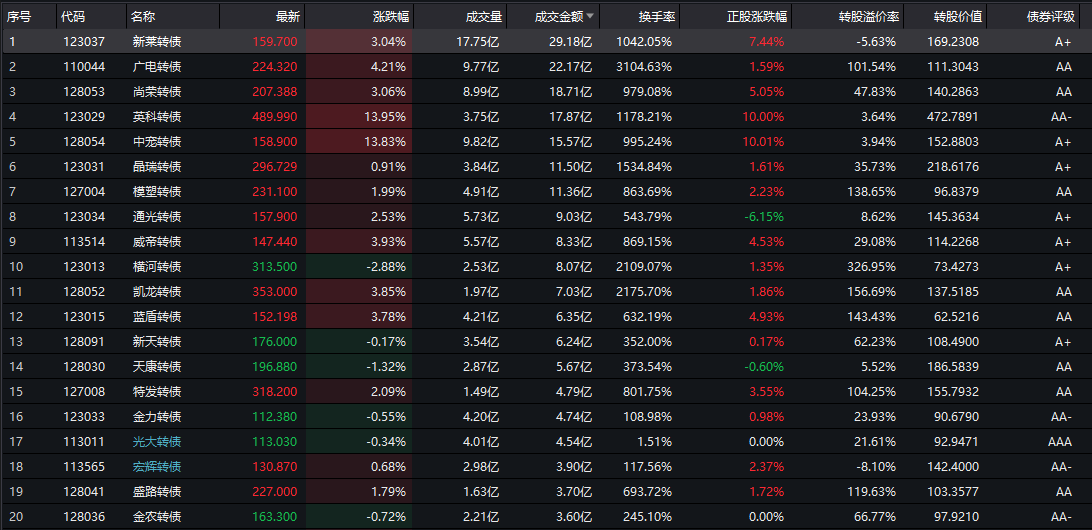 序号 代码 名称 最新 涨跌幅 成交量 成交金额 换手率 正股涨跌幅 转股溢价率 转股价值 债券评级
1 123037 新莱转债 159.700 3.04% 17.75亿 29.18亿 1042.05% 7.44% -5.63% 169.2308 A+
2 110044 广电转债 224.320 4.21% 9.77亿 22.17亿 3104.63% 1.59% 101.54% 111.3043 AA
3 128053 尚荣转债 207.388 3.06% 8.99亿 18.71亿 979.08% 5.05% 47.83% 140.2863 AA
4 123029 英科转债 489.990 13.95% 3.75亿 17.87亿 1178.21% 10.00% 3.64% 472.7891 AA-
5 128054 中宠转债 158.900 13.83% 9.82亿 15.57亿 995.24% 10.01% 3.94% 152.8803 A+
6 123031 晶瑞转债 296.729 0.91% 3.84亿 11.50亿 1534.84% 1.61% 35.73% 218.6176 A+
7 127004 模塑转债 231.100 1.99% 4.91亿 11.36亿 863.69% 2.23% 138.65% 96.8379 AA
8 123034 通光转债 157.900 2.53% 5.73亿 9.03亿 543.79% -6.15% 8.62% 145.3634 A+
9 113514 威帝转债 147.440 3.93% 5.57亿 8.33亿 869.15% 4.53% 29.08% 114.2268 A+
10 123013 横河转债 313.500 -2.88% 2.53亿 8.07亿 2109.07% 1.35% 326.95% 73.4273 A+
11 128052 凯龙转债 353.000 3.85% 1.97亿 7.03亿 2175.70% 1.86% 156.69% 137.5185 AA
12 123015 蓝盾转债 152.198 3.78% 4.21亿 6.35亿 632.19% 4.93% 143.43% 62.5216 AA
13 128091 新天转债 176.000 -0.17% 3.54亿 6.24亿 352.00% 0.17% 62.23% 108.4900 A+
14 128030 天康转债 196.880 -1.32% 2.87亿 5.67亿 373.54% -0.60% 5.52% 186.5839 AA
15 127008 特发转债 318.200 2.09% 1.49亿 4.79亿 801.75% 3.55% 104.25% 155.7932 AA
16 123033 金力转债 112.380 -0.55% 4.20亿 4.74亿 108.98% 0.98% 23.93% 90.6790 AA-
17 113011 光大转债 113.030 -0.34% 4.01亿 4.54亿 1.51% 0.00% 21.61% 92.9471 AAA
18 113565 宏辉转债 130.870 0.68% 2.98亿 3.90亿 117.56% 2.37% -8.10% 142.4000 AA-
19 128041 盛路转债 227.000 1.79% 1.63亿 3.70亿 693.72% 1.72% 119.63% 103.3577 AA
20 128036 金农转债 163.300 -0.72% 2.21亿 3.60亿 245.10% 0.00% 66.77% 97.9210 AA-